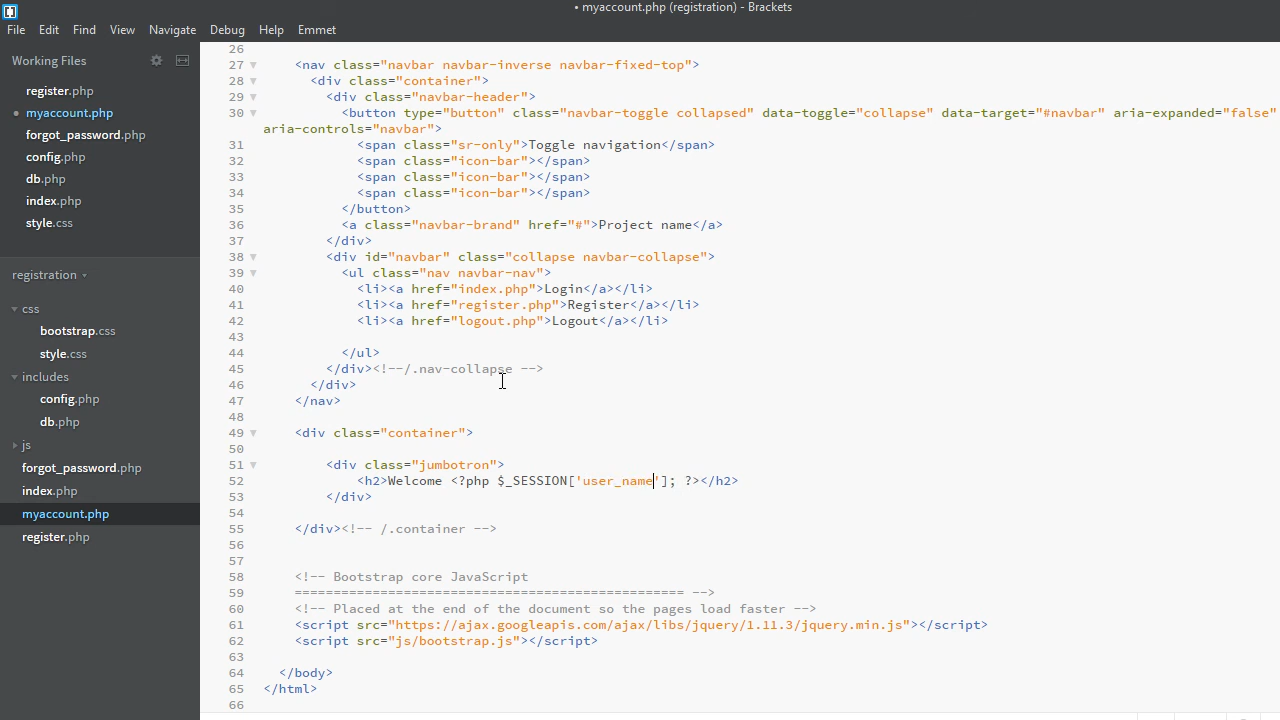 • myaccount.php (registration) - Brackets
File Edit Find View Navigate Debug Help Emmet
Working Files
register.php
• myaccount.php
forgot_password.php
config.php
db.php
index.php
style.css
registration
css
bootstrap.css
style.css
includes
config.php
db.php
js
forgot_password.php
index.php
myaccount.php
register.php
26
27 <nav class="navbar navbar-inverse navbar-fixed-top">
28 <div class="container">
29 <div class="navbar-header">
30 <button type="button" class="navbar-toggle collapsed" data-toggle="collapse" data-target="#navbar" aria-expanded="false"
aria-controls="navbar">
31 <span class="sr-only">Toggle navigation</span>
32 <span class="icon-bar"></span>
33 <span class="icon-bar"></span>
34 <span class="icon-bar"></span>
35 </button>
36 <a class="navbar-brand" href="#">Project name</a>
37 </div>
38 <div id="navbar" class="collapse navbar-collapse">
39 <ul class="nav navbar-nav">
40 <li><a href="index.php">Login</a></li>
41 <li><a href="register.php">Register</a></li>
42 <li><a href="logout.php">Logout</a></li>
43
44 </ul>
45 </div><!--/.nav-collapse -->
46 </div>
47 </nav>
48
49 <div class="container">
50
51 <div class="jumbotron">
52 <h2>Welcome <?php $_SESSION['user_name']; ?></h2>
53 </div>
54
55 </div><!-- /.container -->
56
57
58 <!-- Bootstrap core JavaScript
59 ================================================== -->
60 <!-- Placed at the end of the document so the pages load faster -->
61 <script src="https://ajax.googleapis.com/ajax/libs/jquery/1.11.3/jquery.min.js"></script>
62 <script src="js/bootstrap.js"></script>
63
64 </body>
65 </html>
66